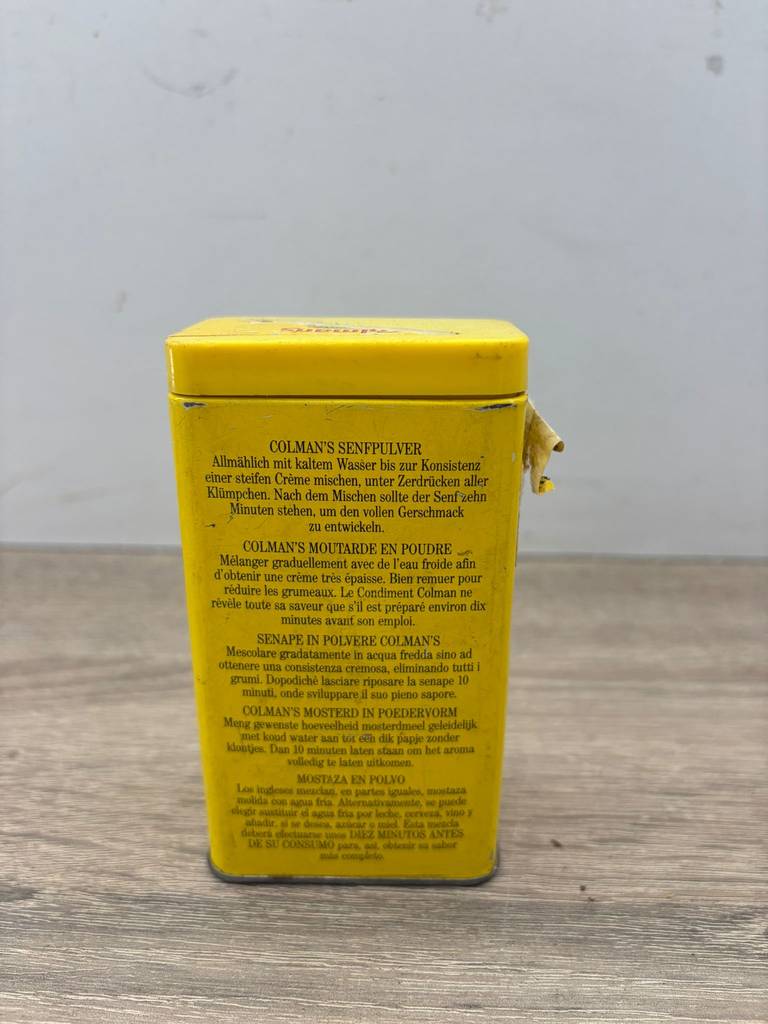 Colman's
COLMAN'S SENFPULVER
Allmählich mit kaltem Wasser bis zur Konsistenz
einer steifen Crème mischen, unter Zerdrücken aller
Klümpchen. Nach dem Mischen sollte der Senf zehn
Minuten stehen, um den vollen Gerschmack
zu entwickeln.
COLMAN'S MOUTARDE EN POUDRE
Mélanger graduellement avec de l'eau froide afin
d'obtenir une crème très épaisse. Bien remuer pour
réduire les grumeaux. Le Condiment Colman ne
révèle toute sa saveur que s'il est préparé environ dix
minutes avant son emploi.
SENAPE IN POLVERE COLMAN'S
Mescolare gradatamente in acqua fredda sino ad
ottenere una consistenza cremosa, eliminando tutti i
grumi. Dopodichè lasciare riposare la senape 10
minuti, onde sviluppare il suo pieno sapore.
COLMAN'S MOSTERD IN POEDERVORM
Meng gewenste hoeveelheid mosterdmeel geleidelijk
met koud water aan tot een dik papje zonder
klontjes. Dan 10 minuten laten staan om het aroma
volledig te laten uitkomen.
MOSTAZA EN POLVO
Los ingleses mezclan, en partes iguales, mostaza
molida con agua fria. Alternativamente, se puede
elegir sustituir el agua fria por leche, cerveza, vino y
añadir, si se desea, azúcar o miel. Esta mezcla
deberá efectuarse unos DIEZ MINUTOS ANTES
DE SU CONSUMO para, así, obtener su sabor
más completo.